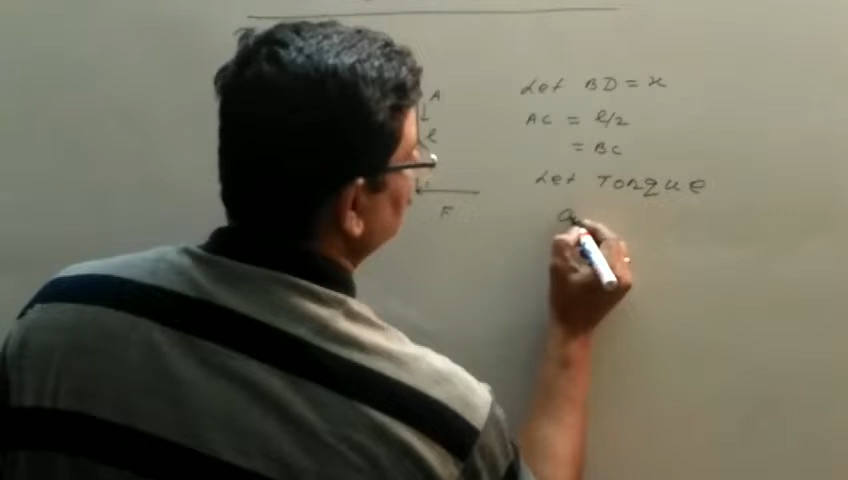 Let BD = x
A
AC = l/2
l
= BC
Let Torque
F
a